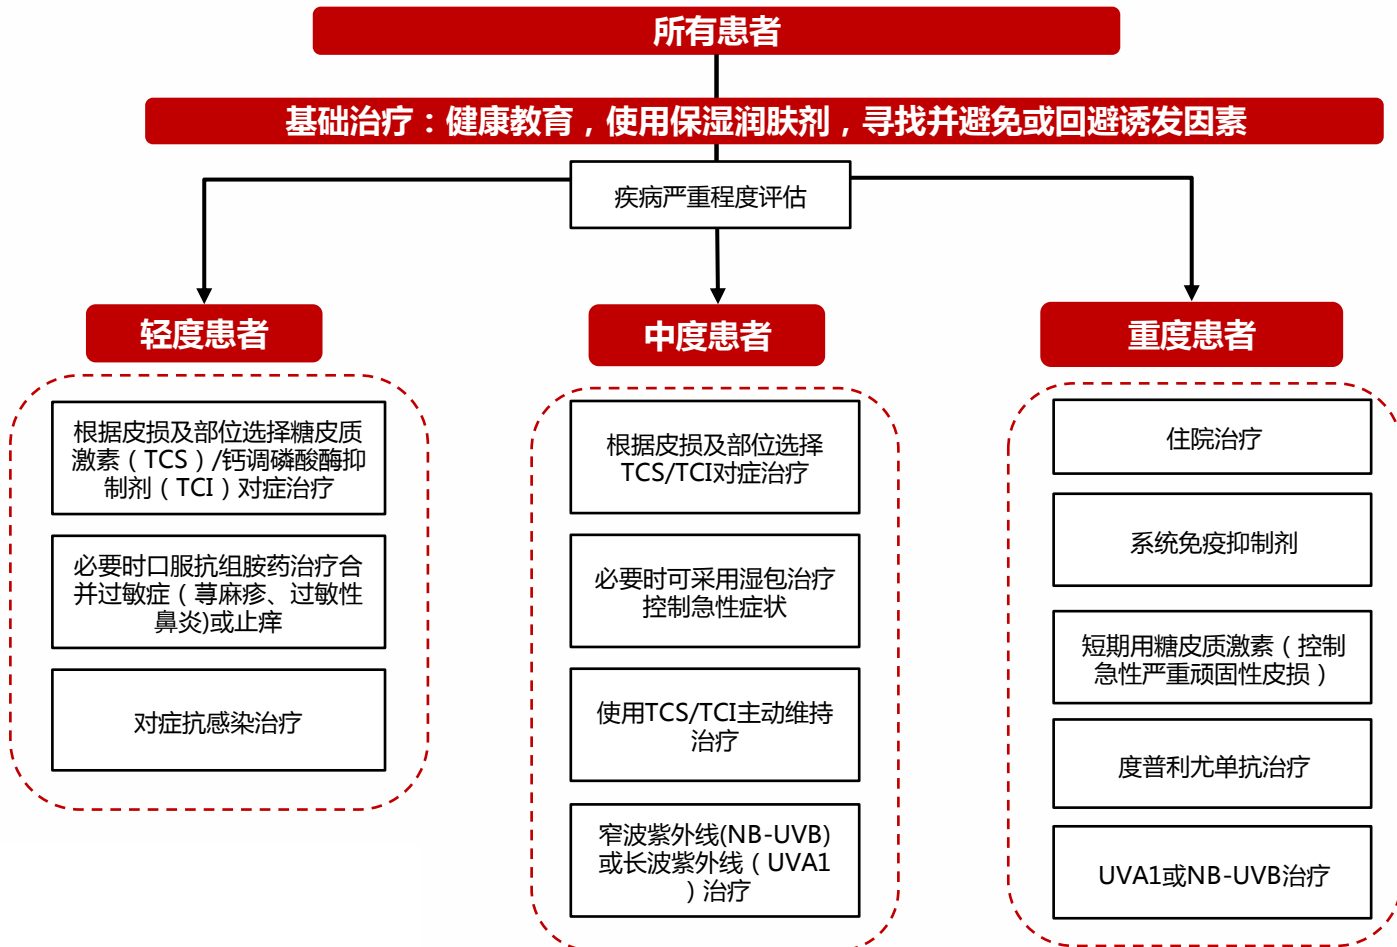 所有患者
基础治疗：健康教育，使用保湿润肤剂，寻找并避免或回避诱发因素
疾病严重程度评估
轻度患者
根据皮损及部位选择糖皮质
激素（TCS）/钙调磷酸酶抑
制剂（TCI）对症治疗
必要时口服抗组胺药治疗合
并过敏症（荨麻疹、过敏性
鼻炎)或止痒
对症抗感染治疗
中度患者
根据皮损及部位选择
TCS/TCI对症治疗
必要时可采用湿包治疗
控制急性症状
使用TCS/TCI主动维持
治疗
窄波紫外线(NB-UVB)
或长波紫外线（UVA1
）治疗
重度患者
住院治疗
系统免疫抑制剂
短期用糖皮质激素（控制
急性严重顽固性皮损）
度普利尤单抗治疗
UVA1或NB-UVB治疗